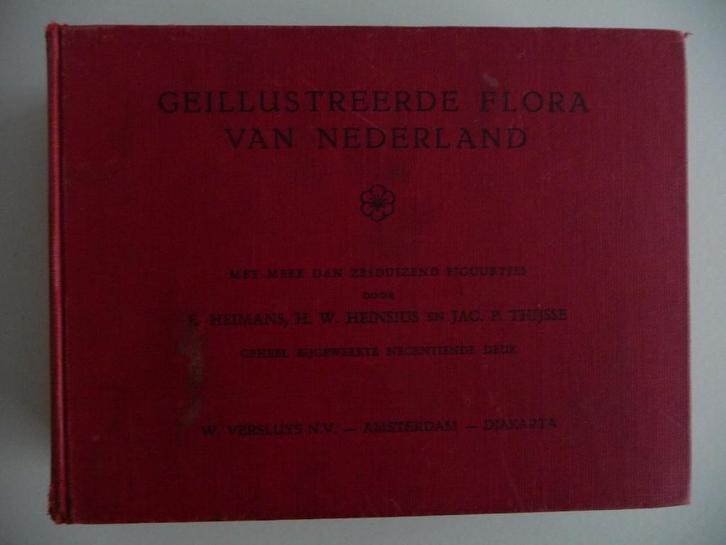 GEILLUSTREERDE FLORA
VAN NEDERLAND
MET MEER DAN ZESDUIZEND FIGUURTJES
DOOR
E. HEIMANS, H. W. HEINSIUS EN JAC. P. THIJSSE
GEHEEL BIJGEWERKTE NEGENTIENDE DRUK
W. VERSLUYS N.V. — AMSTERDAM — DJAKARTA